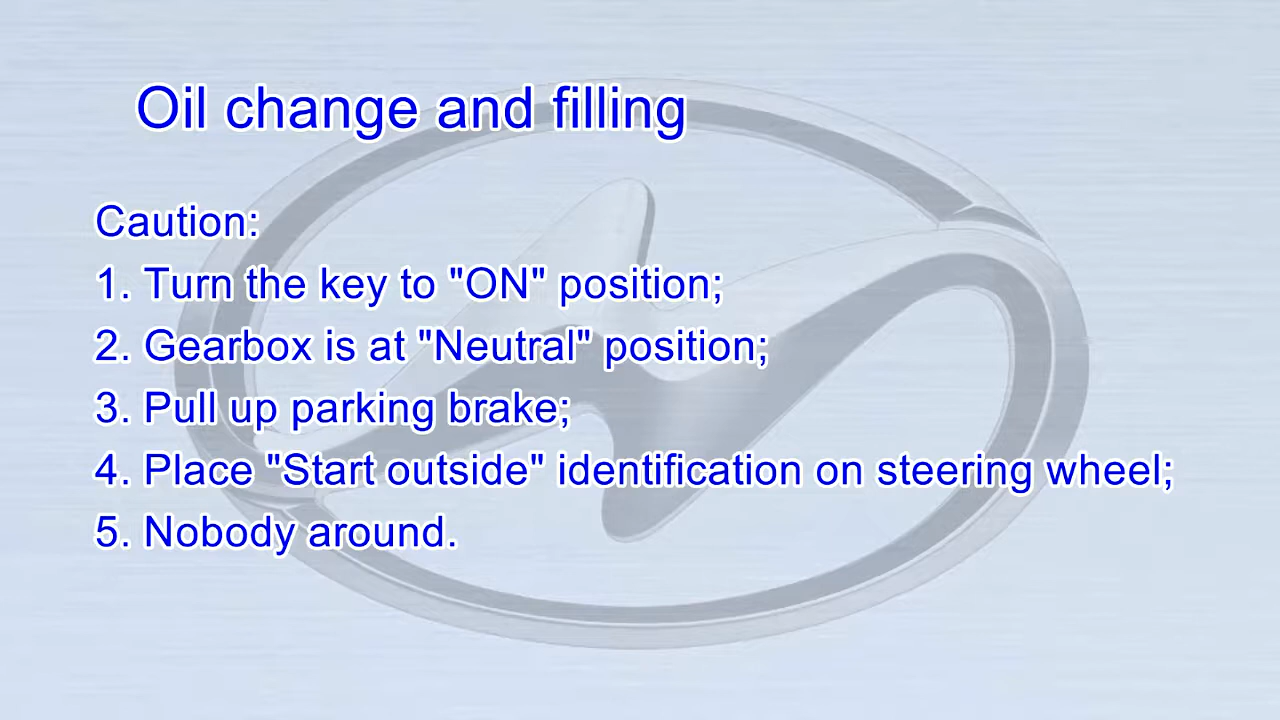 Oil change and filling
Caution:
1. Turn the key to "ON" position;
2. Gearbox is at "Neutral" position;
3. Pull up parking brake;
4. Place "Start outside" identification on steering wheel;
5. Nobody around.